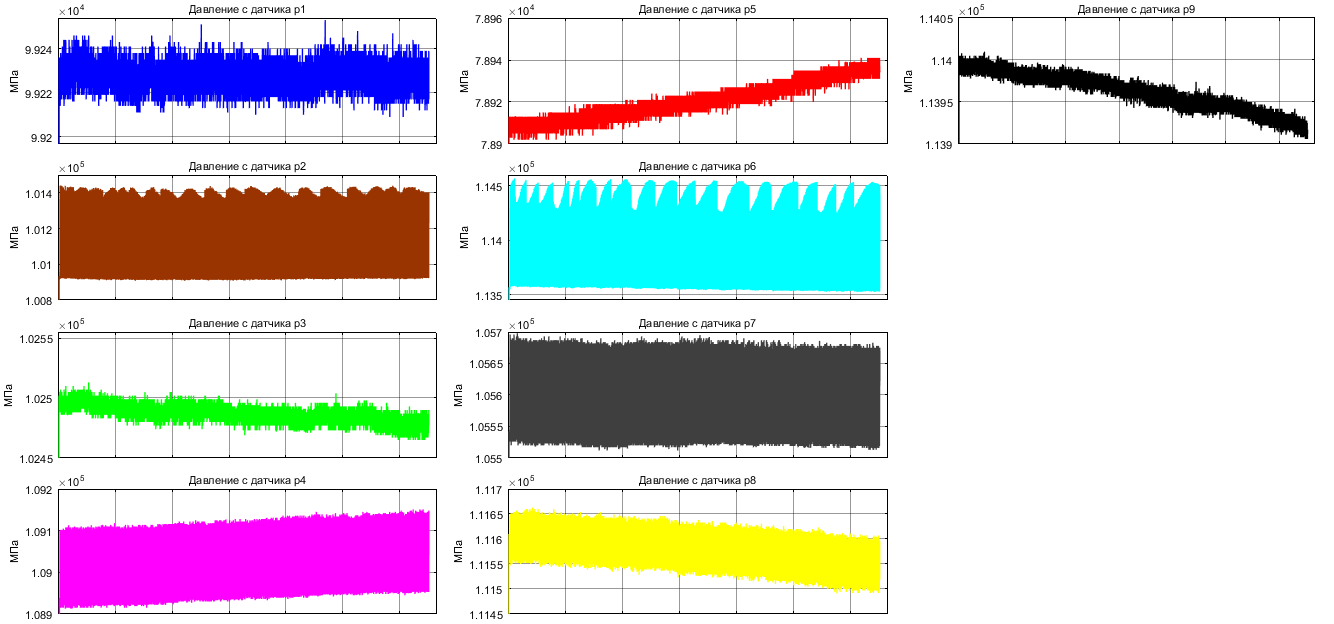 Давление с датчика p1
×10⁴
9.924
9.922
9.92
МПа
Давление с датчика p2
×10⁵
1.014
1.012
1.01
1.008
МПа
Давление с датчика p3
×10⁵
1.0255
1.025
1.0245
МПа
Давление с датчика p4
×10⁵
1.092
1.091
1.09
1.089
МПа
Давление с датчика p5
×10⁴
7.896
7.894
7.892
7.89
МПа
Давление с датчика p6
×10⁵
1.145
1.14
1.135
МПа
Давление с датчика p7
×10⁵
1.057
1.0565
1.056
1.0555
1.055
МПа
Давление с датчика p8
×10⁵
1.117
1.1165
1.116
1.1155
1.115
1.1145
МПа
Давление с датчика p9
×10⁵
1.1405
1.14
1.1395
1.139
МПа